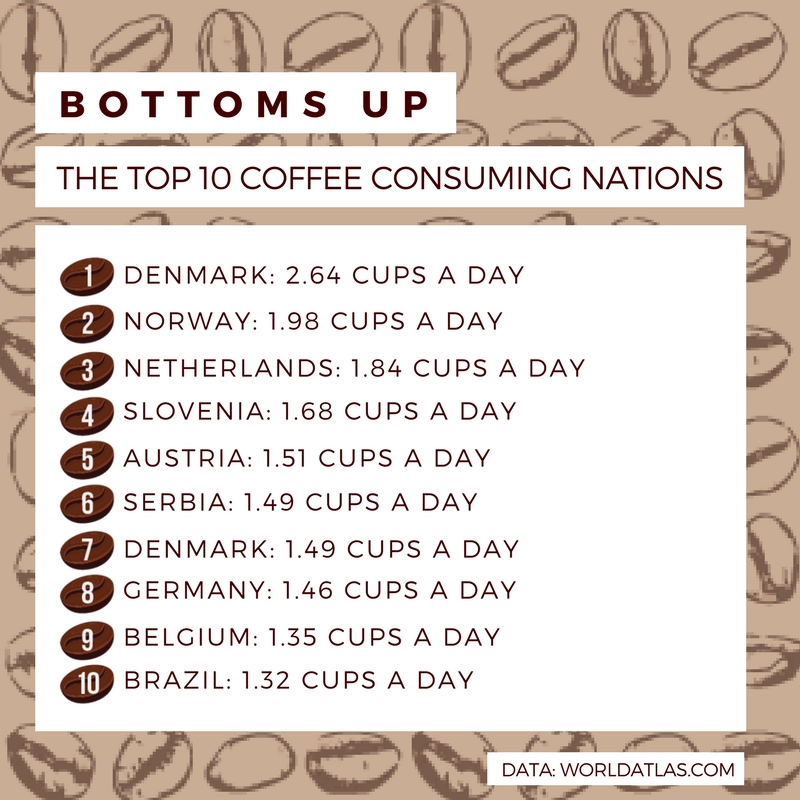 BOTTOMS UP
THE TOP 10 COFFEE CONSUMING NATIONS
1 DENMARK: 2.64 CUPS A DAY
2 NORWAY: 1.98 CUPS A DAY
3 NETHERLANDS: 1.84 CUPS A DAY
4 SLOVENIA: 1.68 CUPS A DAY
5 AUSTRIA: 1.51 CUPS A DAY
6 SERBIA: 1.49 CUPS A DAY
7 DENMARK: 1.49 CUPS A DAY
8 GERMANY: 1.46 CUPS A DAY
9 BELGIUM: 1.35 CUPS A DAY
10 BRAZIL: 1.32 CUPS A DAY
DATA: WORLDATLAS.COM